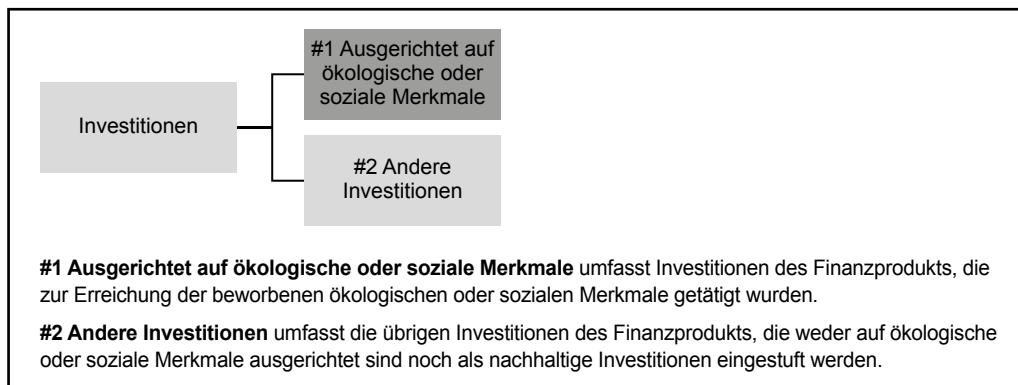 #1 Ausgerichtet auf
ökologische oder
soziale Merkmale
Investitionen
#2 Andere
Investitionen
#1 Ausgerichtet auf ökologische oder soziale Merkmale umfasst Investitionen des Finanzprodukts, die
zur Erreichung der beworbenen ökologischen oder sozialen Merkmale getätigt wurden.
#2 Andere Investitionen umfasst die übrigen Investitionen des Finanzprodukts, die weder auf ökologische
oder soziale Merkmale ausgerichtet sind noch als nachhaltige Investitionen eingestuft werden.